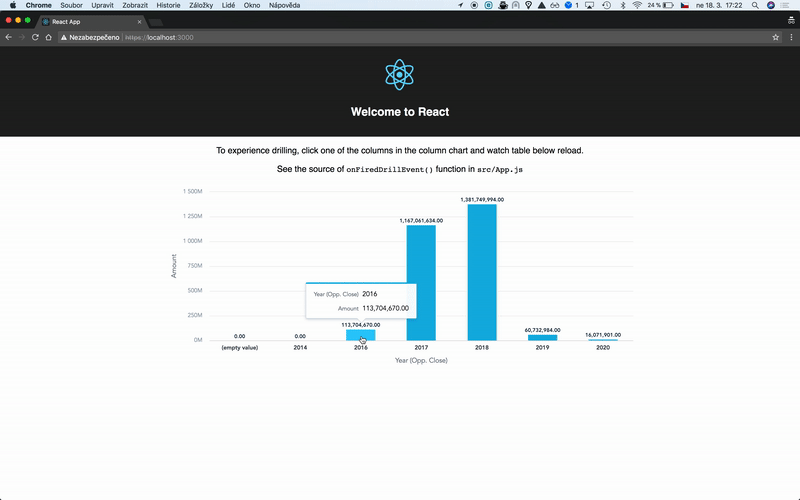 Chrome Soubor Upravit Zobrazit Historie Záložky Lidé Okno Nápověda 1 24 % ne 18. 3. 17:22
React App
Nezabezpečeno https://localhost:3000
Welcome to React
To experience drilling, click one of the columns in the column chart and watch table below reload.
See the source of onFiredDrillEvent() function in src/App.js
1 500M
1,381,749,994.00
1 250M
1,167,061,634.00
1 000M
750M
Amount
500M
Year (Opp. Close) 2016
Amount 113,704,670.00
250M
113,704,670.00
0.00
0.00
60,732,984.00
16,071,901.00
0M
(empty value) 2014 2016 2017 2018 2019 2020
Year (Opp. Close)